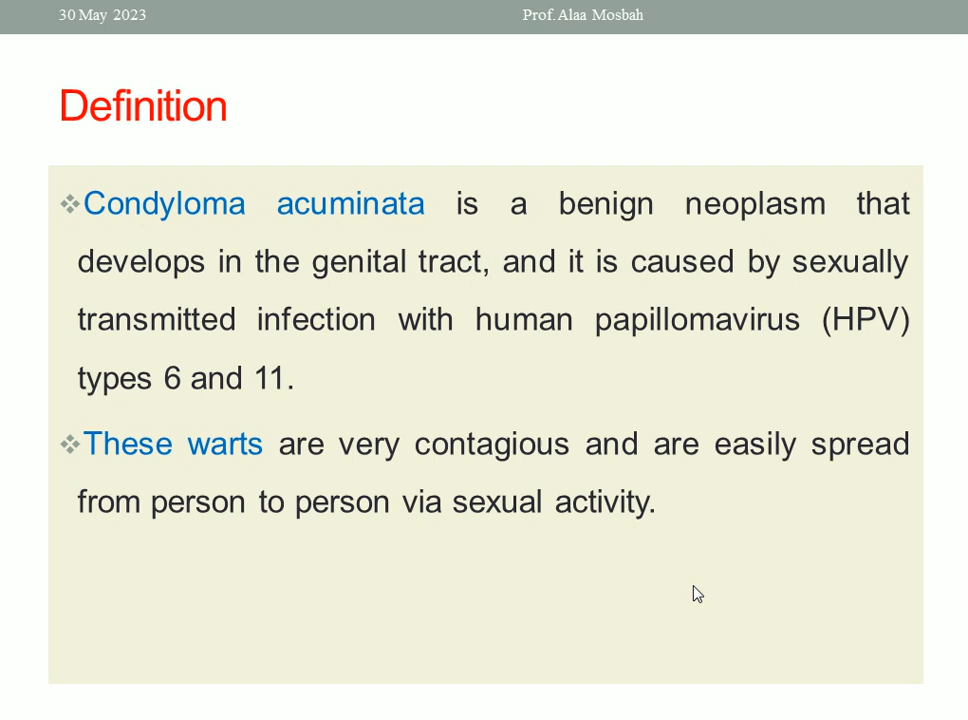 30 May 2023
Prof. Alaa Mosbah
Definition
Condyloma acuminata is a benign neoplasm that
develops in the genital tract, and it is caused by sexually
transmitted infection with human papillomavirus (HPV)
types 6 and 11.
These warts are very contagious and are easily spread
from person to person via sexual activity.